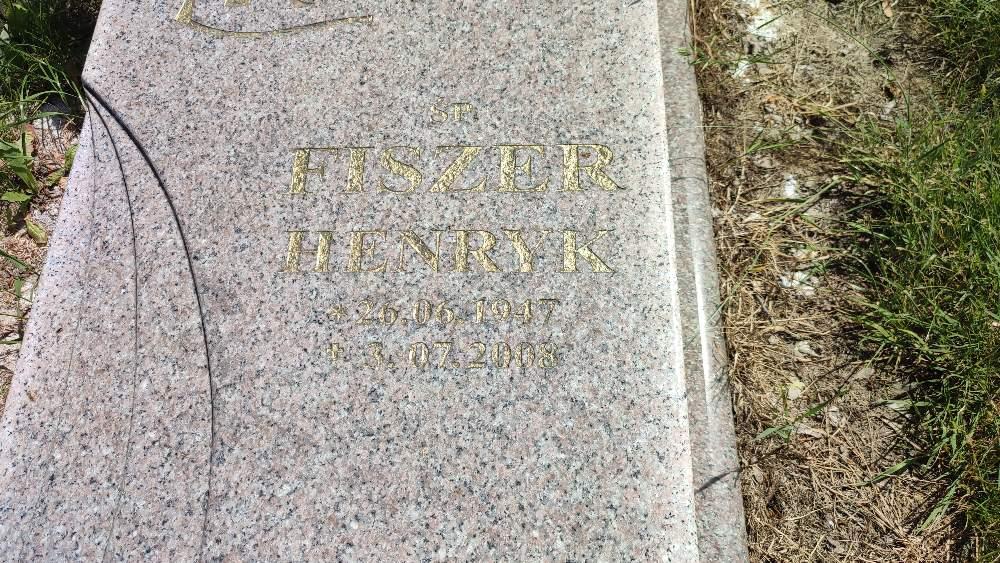 ŚP.
FISZER
HENRYK
* 26.06.1947
+ 3.07.2008